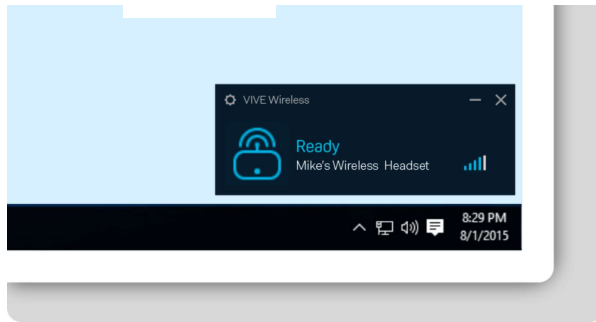 VIVE Wireless
Ready
Mike's Wireless Headset
8:29 PM
8/1/2015